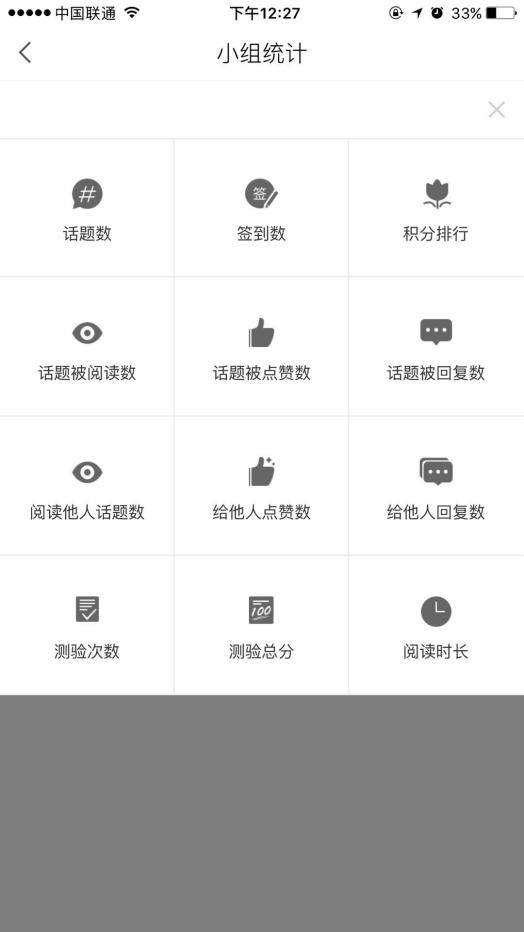 中国联通 下午12:27 33%
小组统计
# 签
话题数 签到数 积分排行
话题被阅读数 话题被点赞数 话题被回复数
阅读他人话题数 给他人点赞数 给他人回复数
100
测验次数 测验总分 阅读时长